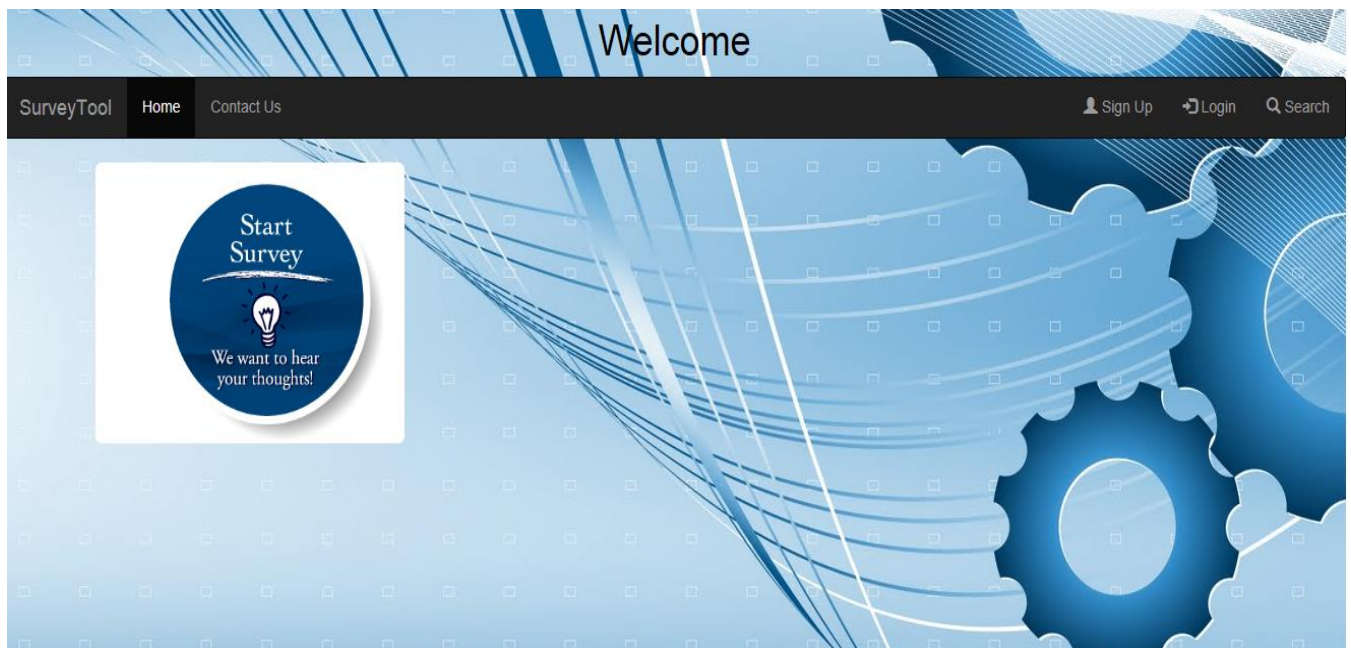 Welcome
SurveyTool Home Contact Us Sign Up Login Search
Start
Survey
We want to hear
your thoughts!